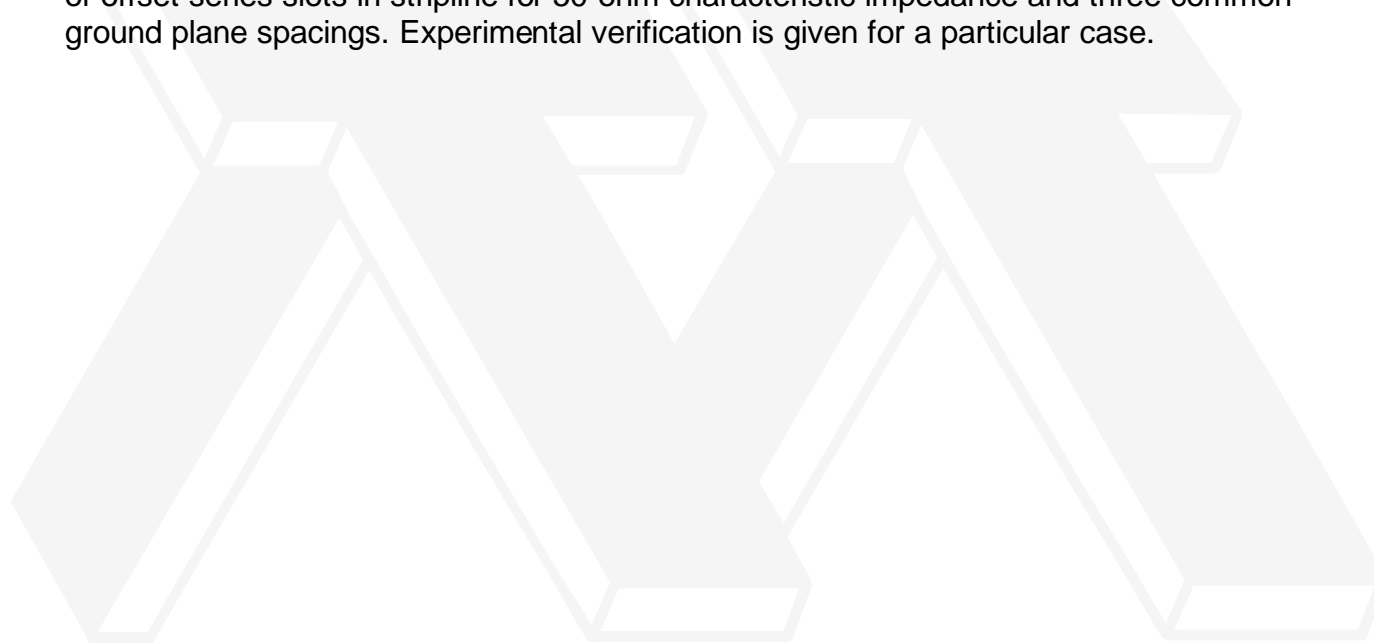 of offset series slots in stripline for 50 ohm characteristic impedance and three common
ground plane spacings. Experimental verification is given for a particular case.